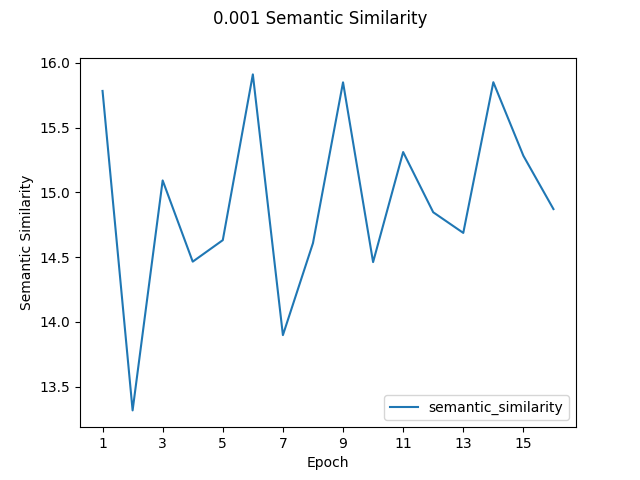 0.001 Semantic Similarity
16.0
15.5
15.0
14.5
14.0
13.5
Semantic Similarity
semantic_similarity
1 3 5 7 9 11 13 15
Epoch